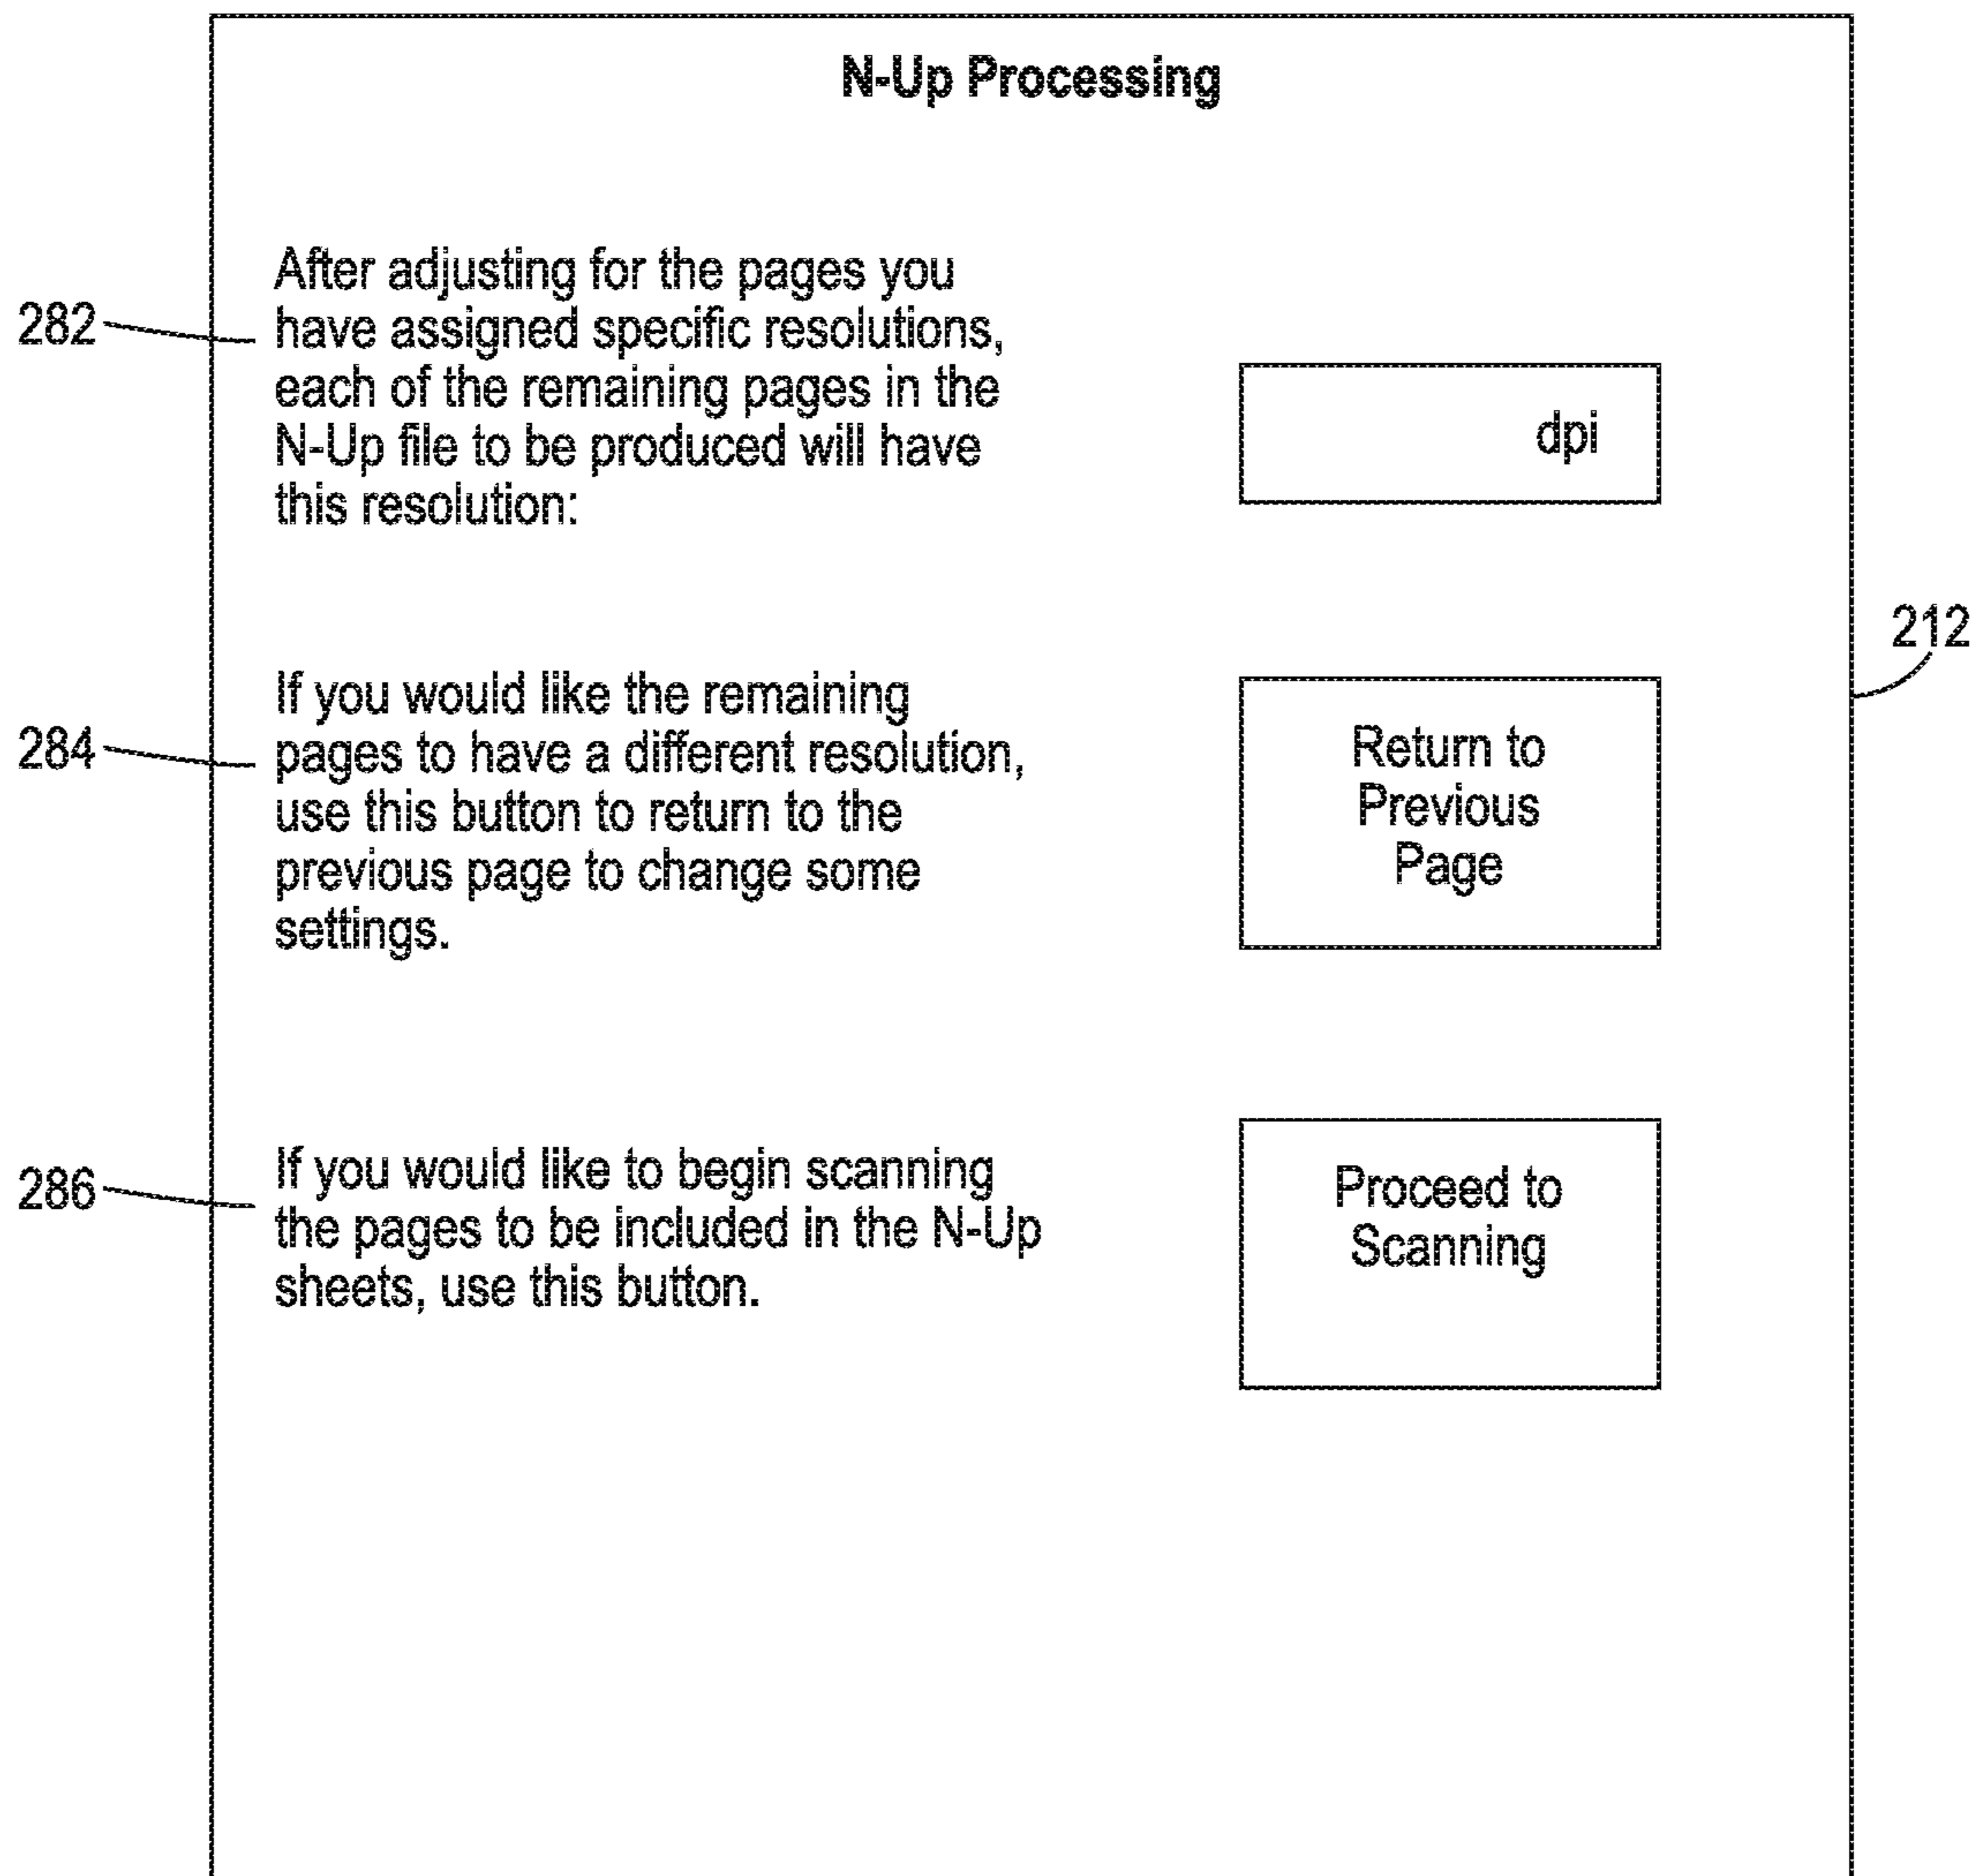 N-Up Processing
282
After adjusting for the pages you
have assigned specific resolutions,
each of the remaining pages in the
N-Up file to be produced will have
this resolution:
dpi
212
284
If you would like the remaining
pages to have a different resolution,
use this button to return to the
previous page to change some
settings.
Return to
Previous
Page
286
If you would like to begin scanning
the pages to be included in the N-Up
sheets, use this button.
Proceed to
Scanning